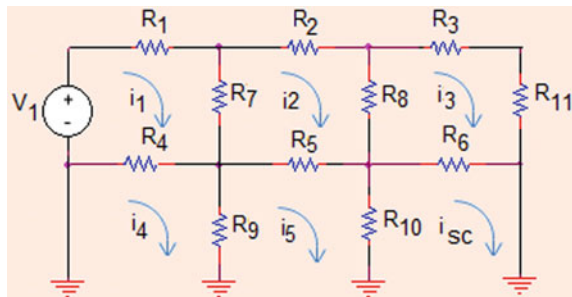 R1 R2 R3
V1 + - i1 R7 i2 R8 i3 R11
R4 R5 R6
i4 R9 i5 R10 isc